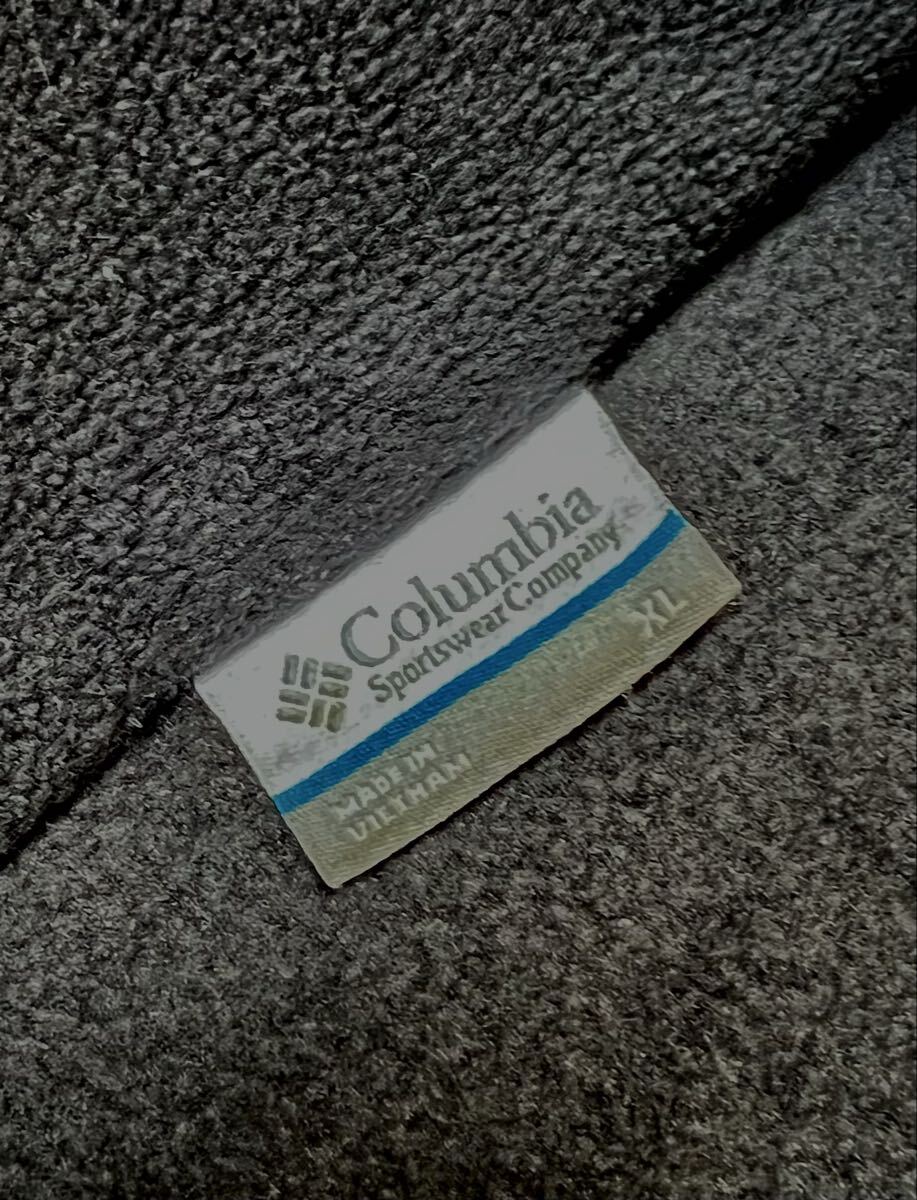 Columbia
Sportswear Company
XL
MADE IN
VIETNAM